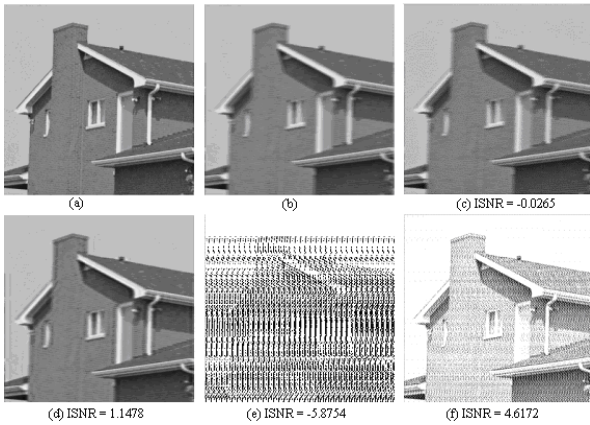 (a)
(b)
(c) ISNR = -0.0265
(d) ISNR = 1.1478
(e) ISNR = -5.8754
(f) ISNR = 4.6172